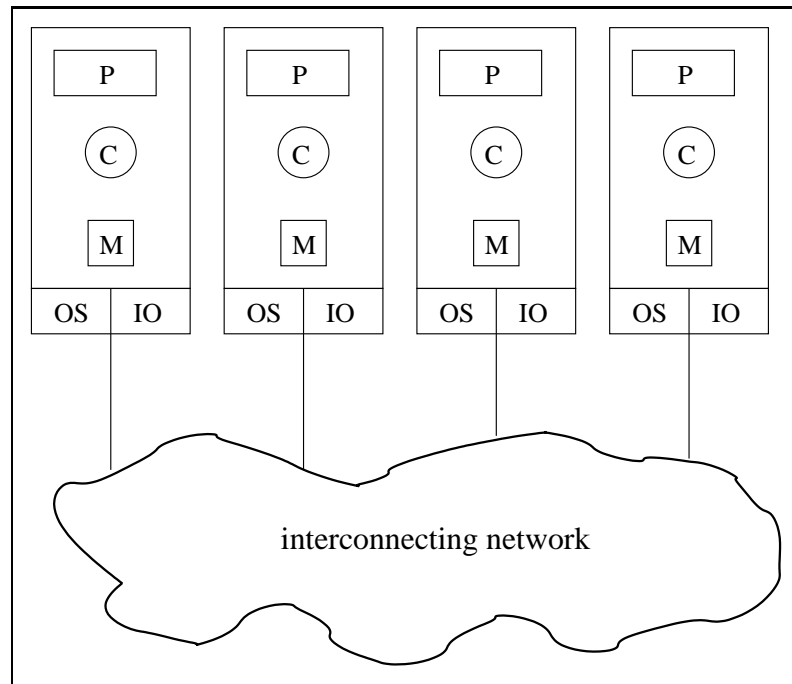 P P P P
C C C C
M M M M
OS IO OS IO OS IO OS IO
interconnecting network